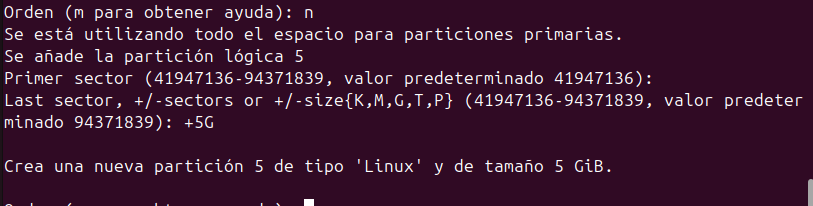 Orden (m para obtener ayuda): n
Se está utilizando todo el espacio para particiones primarias.
Se añade la partición lógica 5
Primer sector (41947136-94371839, valor predeterminado 41947136):
Last sector, +/-sectors or +/-size{K,M,G,T,P} (41947136-94371839, valor predeter
minado 94371839): +5G
Crea una nueva partición 5 de tipo 'Linux' y de tamaño 5 GiB.